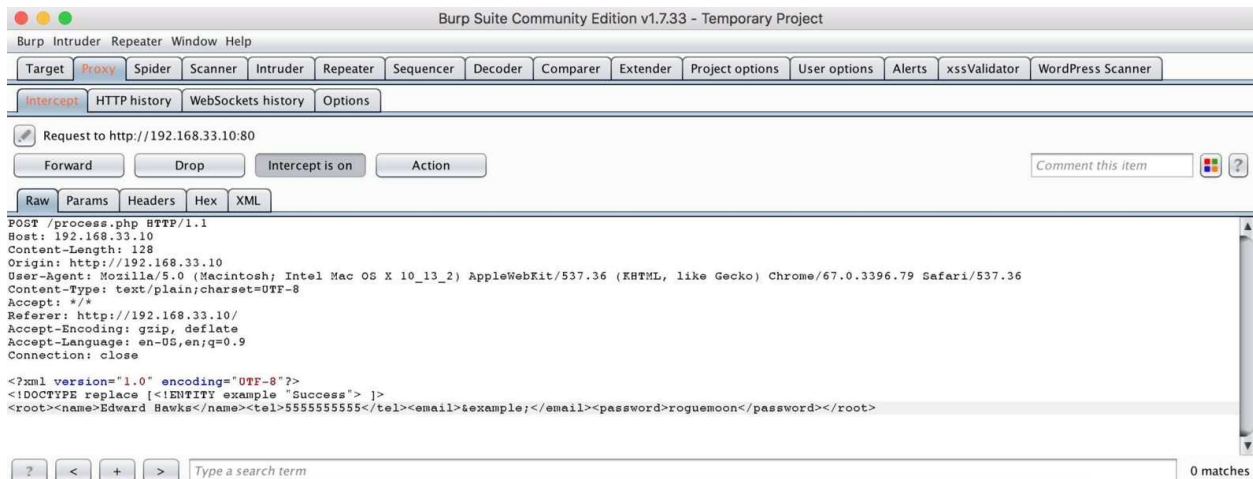 Burp Suite Community Edition v1.7.33 - Temporary Project
Burp Intruder Repeater Window Help
Target Proxy Spider Scanner Intruder Repeater Sequencer Decoder Comparer Extender Project options User options Alerts xssValidator WordPress Scanner
Intercept HTTP history WebSockets history Options
Request to http://192.168.33.10:80
Forward Drop Intercept is on Action Comment this item ?
Raw Params Headers Hex XML
POST /process.php HTTP/1.1
Host: 192.168.33.10
Content-Length: 128
Origin: http://192.168.33.10
User-Agent: Mozilla/5.0 (Macintosh; Intel Mac OS X 10_13_2) AppleWebKit/537.36 (KHTML, like Gecko) Chrome/67.0.3396.79 Safari/537.36
Content-Type: text/plain;charset=UTF-8
Accept: */*
Referer: http://192.168.33.10/
Accept-Encoding: gzip, deflate
Accept-Language: en-US,en;q=0.9
Connection: close
<?xml version="1.0" encoding="UTF-8"?>
<!DOCTYPE replace [<!ENTITY example "Success"> ]>
<root><name>Edward Hawks</name><tel>5555555555</tel><email>&example;</email><password>roguemoon</password></root>
? < + > Type a search term 0 matches